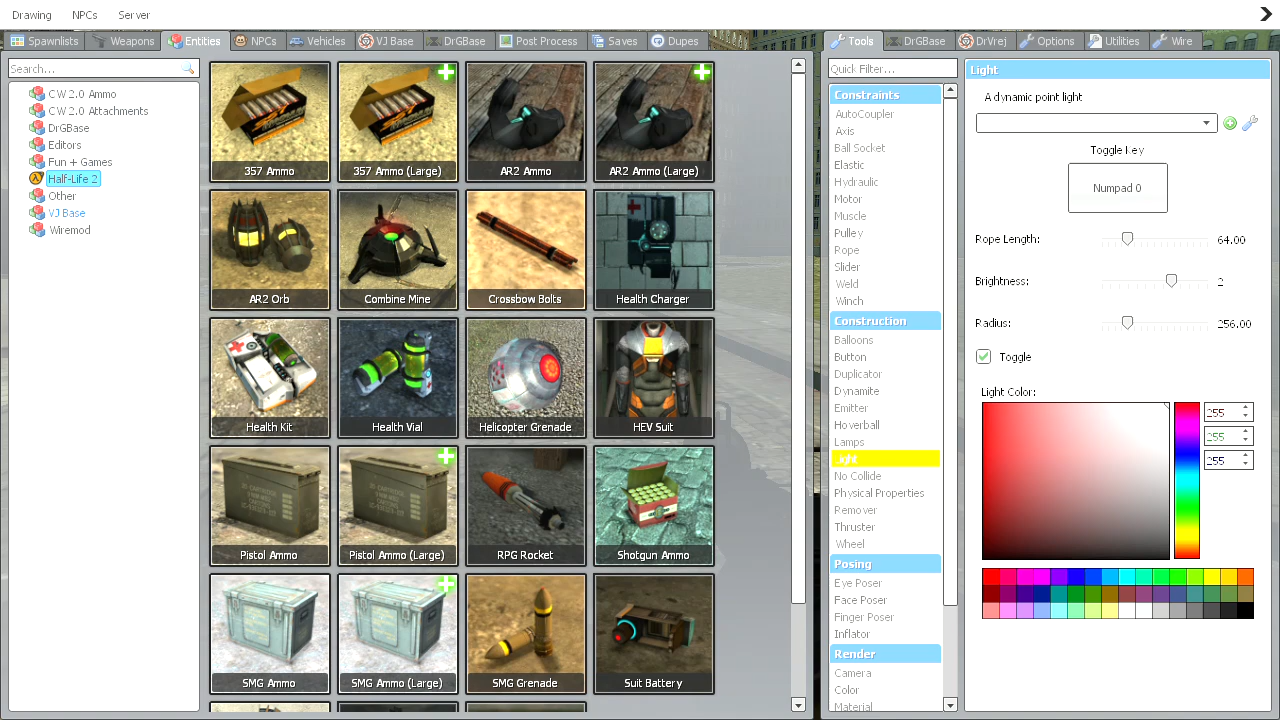 Drawing NPCs Server
Spawnlists Weapons Entities NPCs Vehicles VJ Base DrGBase Post Process Saves Dupes
Tools DrGBase DrVrej Options Utilities Wire
Search...
CW 2.0 Ammo
CW 2.0 Attachments
DrGBase
Editors
Fun + Games
Half-Life 2
Other
VJ Base
Wiremod
357 Ammo
357 Ammo (Large)
AR2 Ammo
AR2 Ammo (Large)
AR2 Orb
Combine Mine
Crossbow Bolts
Health Charger
Health Kit
Health Vial
Helicopter Grenade
HEV Suit
Pistol Ammo
Pistol Ammo (Large)
RPG Rocket
Shotgun Ammo
SMG Ammo
SMG Ammo (Large)
SMG Grenade
Suit Battery
Quick Filter...
Constraints
AutoCoupler
Axis
Ball Socket
Elastic
Hydraulic
Motor
Muscle
Pulley
Rope
Slider
Weld
Winch
Construction
Balloons
Button
Duplicator
Dynamite
Emitter
Hoverball
Lamps
Light
No Collide
Physical Properties
Remover
Thruster
Wheel
Posing
Eye Poser
Face Poser
Finger Poser
Inflator
Render
Camera
Color
Material
Light
A dynamic point light
Toggle Key
Numpad 0
Rope Length: 64.00
Brightness: 2
Radius: 256.00
Toggle
Light Color:
255
255
255